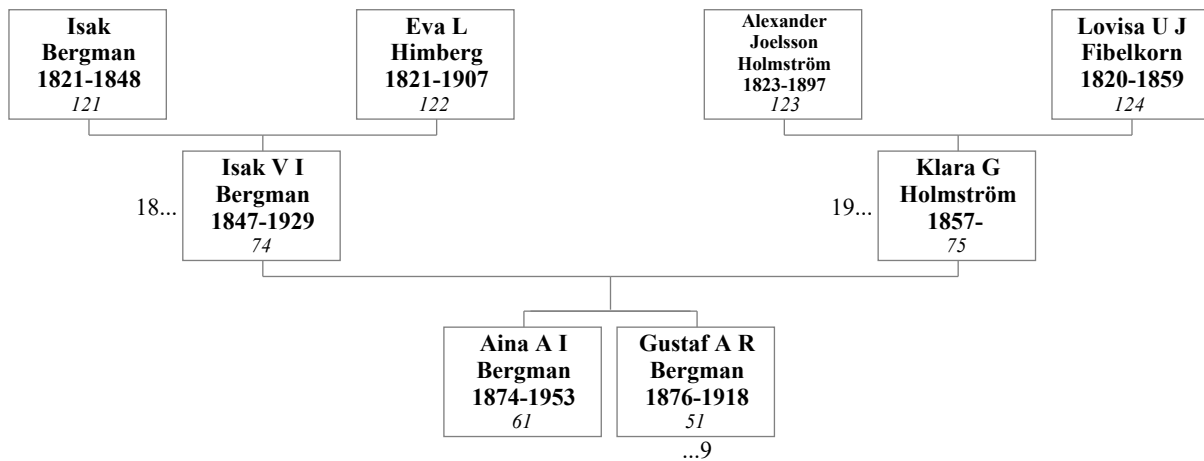 Isak
Bergman
1821-1848
121
Eva L
Himberg
1821-1907
122
Alexander
Joelsson
Holmström
1823-1897
123
Lovisa U J
Fibelkorn
1820-1859
124
18...
Isak V I
Bergman
1847-1929
74
19...
Klara G
Holmström
1857-
75
Aina A I
Bergman
1874-1953
61
Gustaf A R
Bergman
1876-1918
51
...9